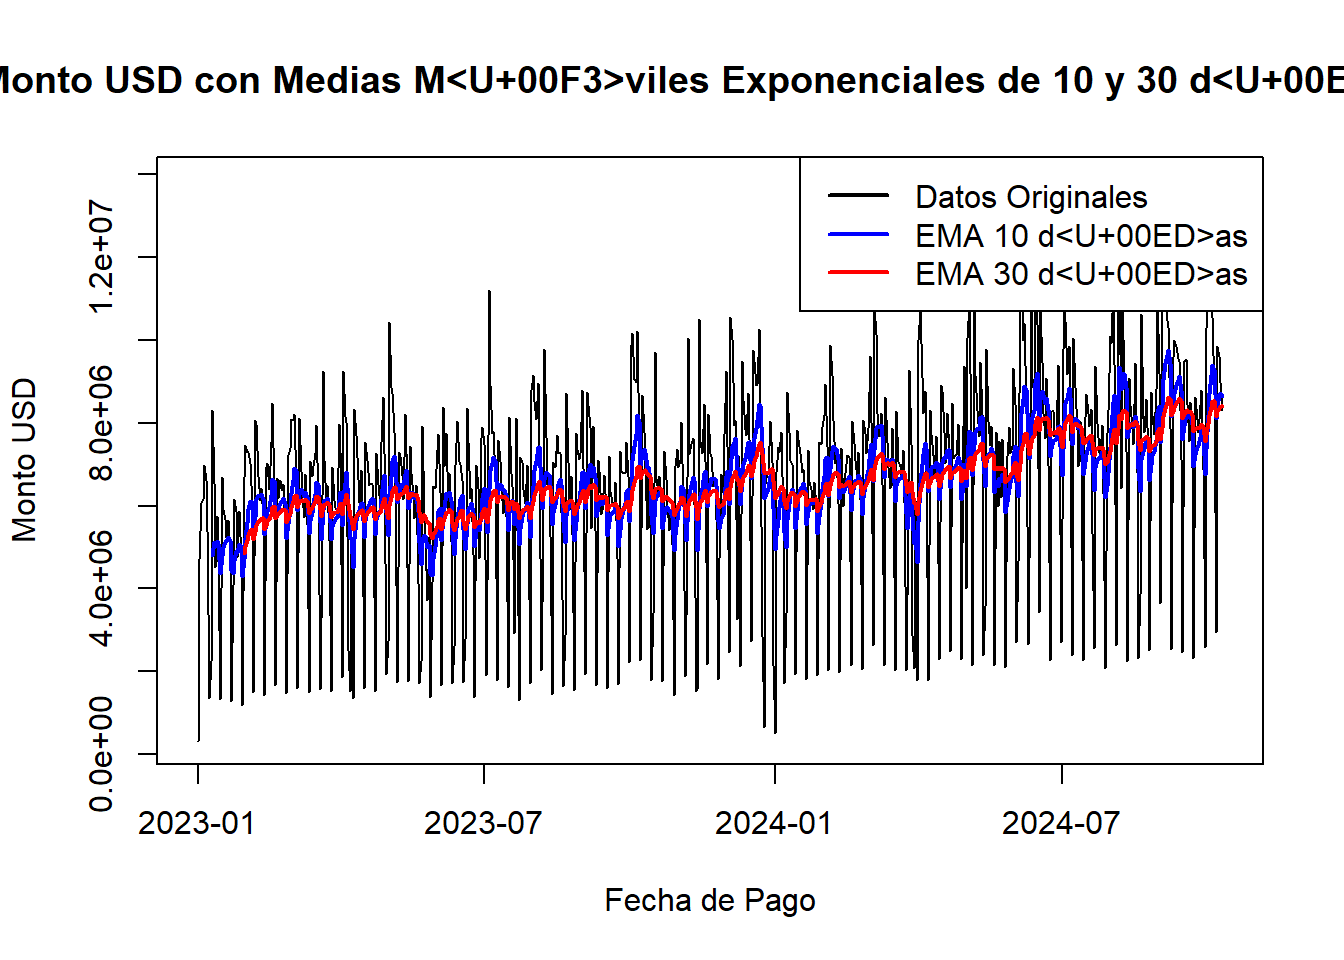 Monto USD con Medias M<U+00F3>viles Exponenciales de 10 y 30 d<U+00E
Datos Originales
EMA 10 d<U+00ED>as
EMA 30 d<U+00ED>as
Monto USD
1.2e+07
8.0e+06
4.0e+06
0.0e+00
2023-01
2023-07
2024-01
2024-07
Fecha de Pago